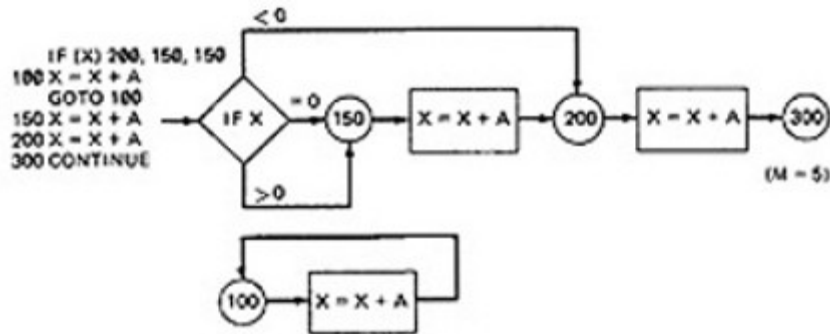 IF (X) 200, 150, 150
100 X = X + A
GOTO 100
150 X = X + A
200 X = X + A
300 CONTINUE
< 0
IF X
= 0
150
X = X + A
200
X = X + A
300
> 0
(M = 5)
100
X = X + A